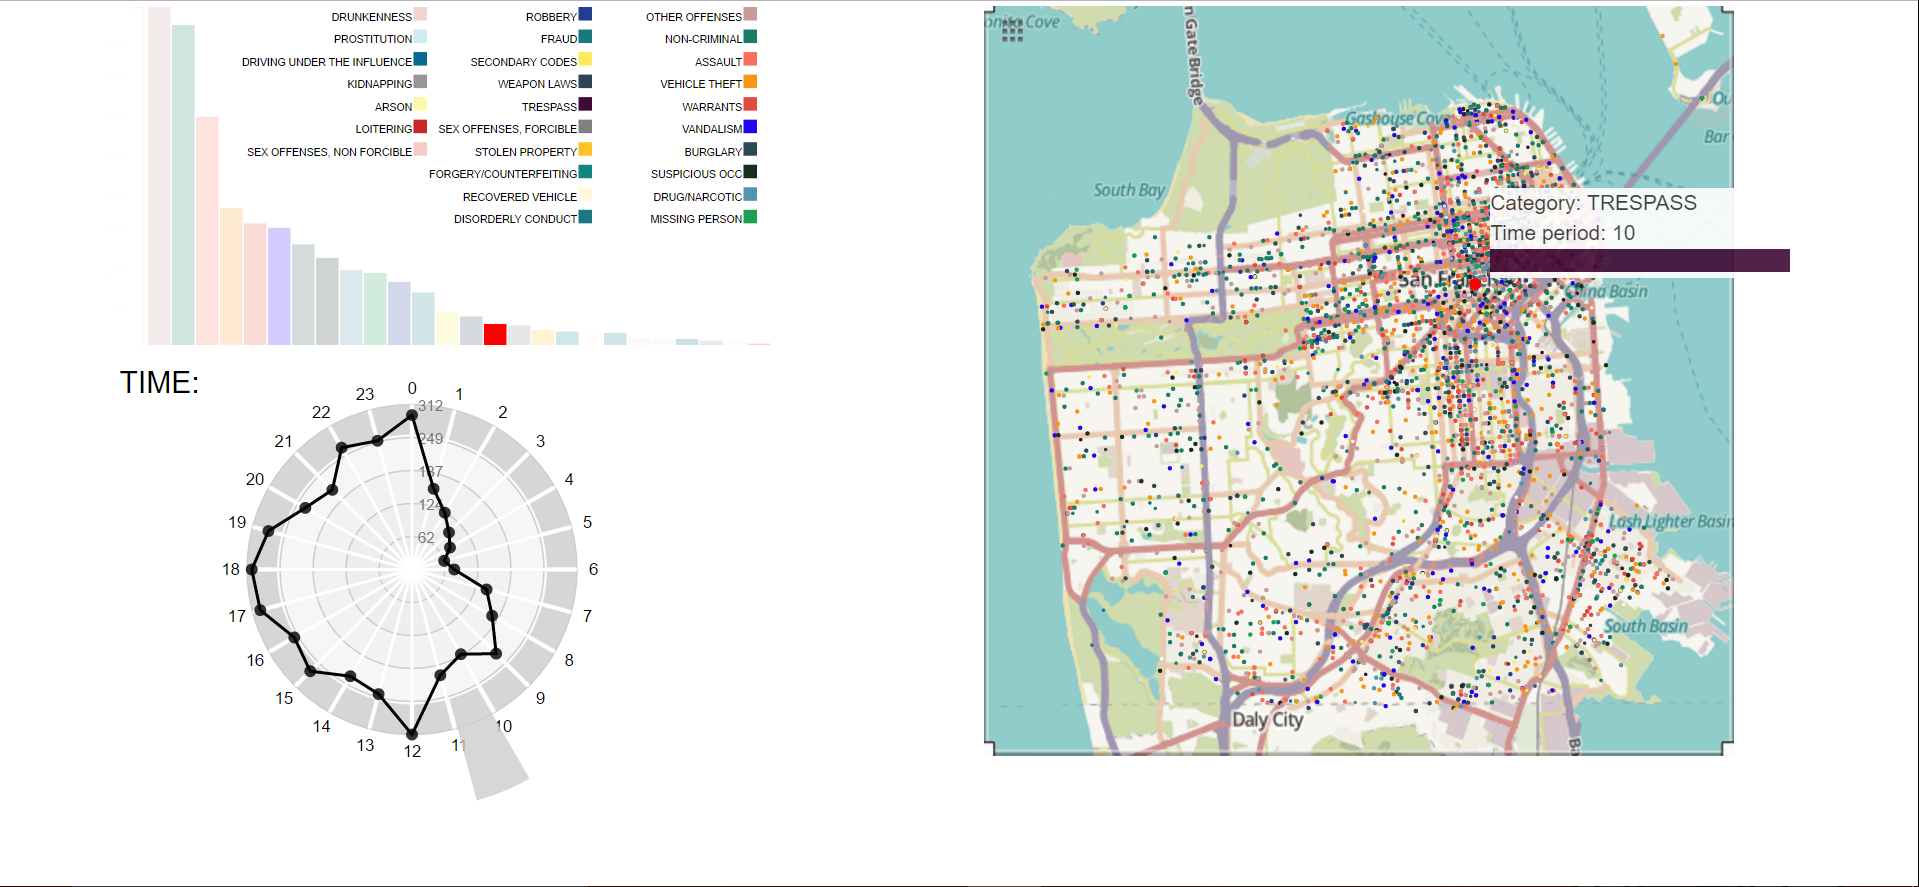 DRUNKENNESS
PROSTITUTION
DRIVING UNDER THE INFLUENCE
KIDNAPPING
ARSON
LOITERING
SEX OFFENSES, NON FORCIBLE
ROBBERY
FRAUD
SECONDARY CODES
WEAPON LAWS
TRESPASS
SEX OFFENSES, FORCIBLE
STOLEN PROPERTY
FORGERY/COUNTERFEITING
RECOVERED VEHICLE
DISORDERLY CONDUCT
OTHER OFFENSES
NON-CRIMINAL
ASSAULT
VEHICLE THEFT
WARRANTS
VANDALISM
BURGLARY
SUSPICIOUS OCC
DRUG/NARCOTIC
MISSING PERSON
TIME:
0
1
2
3
4
5
6
7
8
9
10
11
12
13
14
15
16
17
18
19
20
21
22
23
312
249
187
124
62
Cove
n Gate Bridge
Gashouse Cove
South Bay
Bar
Category: TRESPASS
Time period: 10
San Fran
China Basin
Lash Lighter Basin
South Basin
Daly City